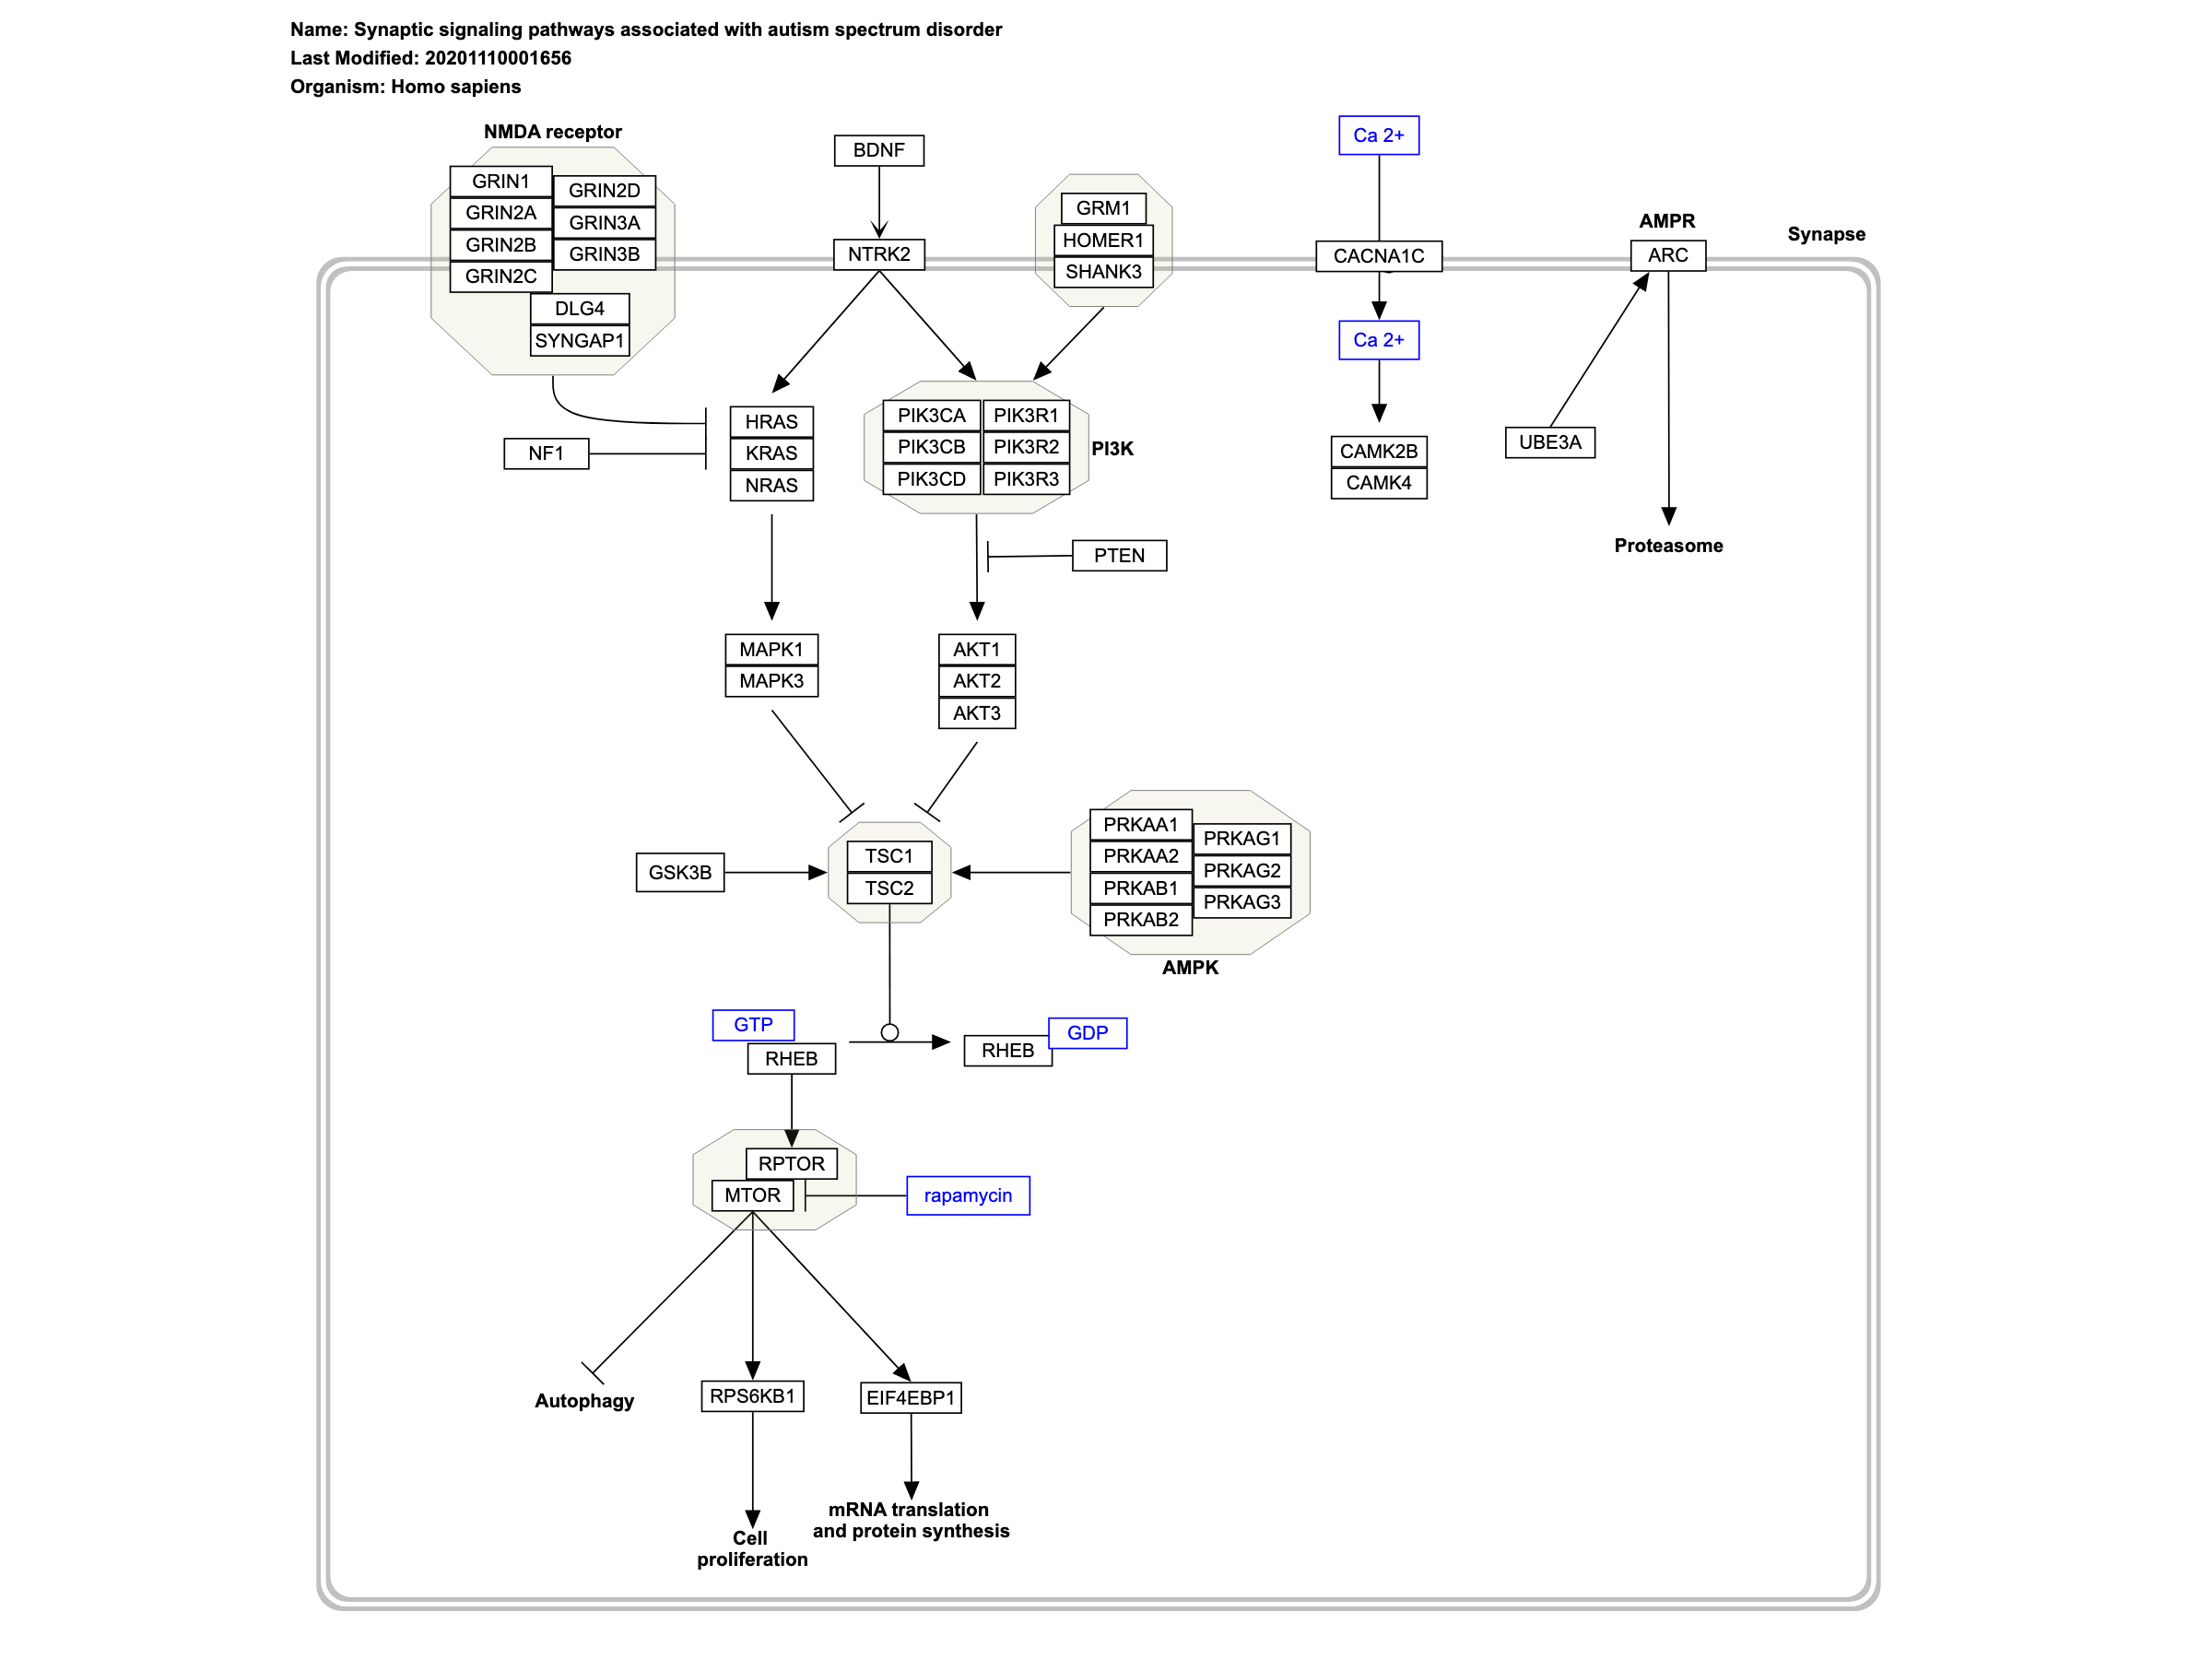 Name: Synaptic signaling pathways associated with autism spectrum disorder
Last Modified: 20201110001656
Organism: Homo sapiens
NMDA receptor
GRIN1
GRIN2A
GRIN2B
GRIN2C
GRIN2D
GRIN3A
GRIN3B
DLG4
SYNGAP1
BDNF
NTRK2
GRM1
HOMER1
SHANK3
Ca 2+
CACNA1C
Ca 2+
CAMK2B
CAMK4
AMPR
ARC
Synapse
UBE3A
Proteasome
NF1
HRAS
KRAS
NRAS
PIK3CA
PIK3CB
PIK3CD
PIK3R1
PIK3R2
PIK3R3
PI3K
PTEN
MAPK1
MAPK3
AKT1
AKT2
AKT3
GSK3B
TSC1
TSC2
PRKAA1
PRKAA2
PRKAB1
PRKAB2
PRKAG1
PRKAG2
PRKAG3
AMPK
GTP
RHEB
RHEB
GDP
RPTOR
MTOR
rapamycin
Autophagy
RPS6KB1
EIF4EBP1
Cell
proliferation
mRNA translation
and protein synthesis